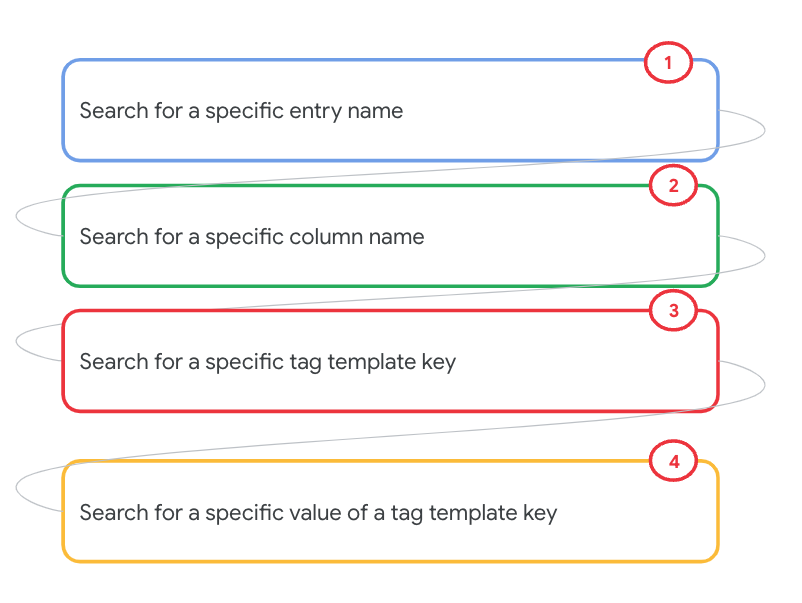 1
Search for a specific entry name
2
Search for a specific column name
3
Search for a specific tag template key
4
Search for a specific value of a tag template key